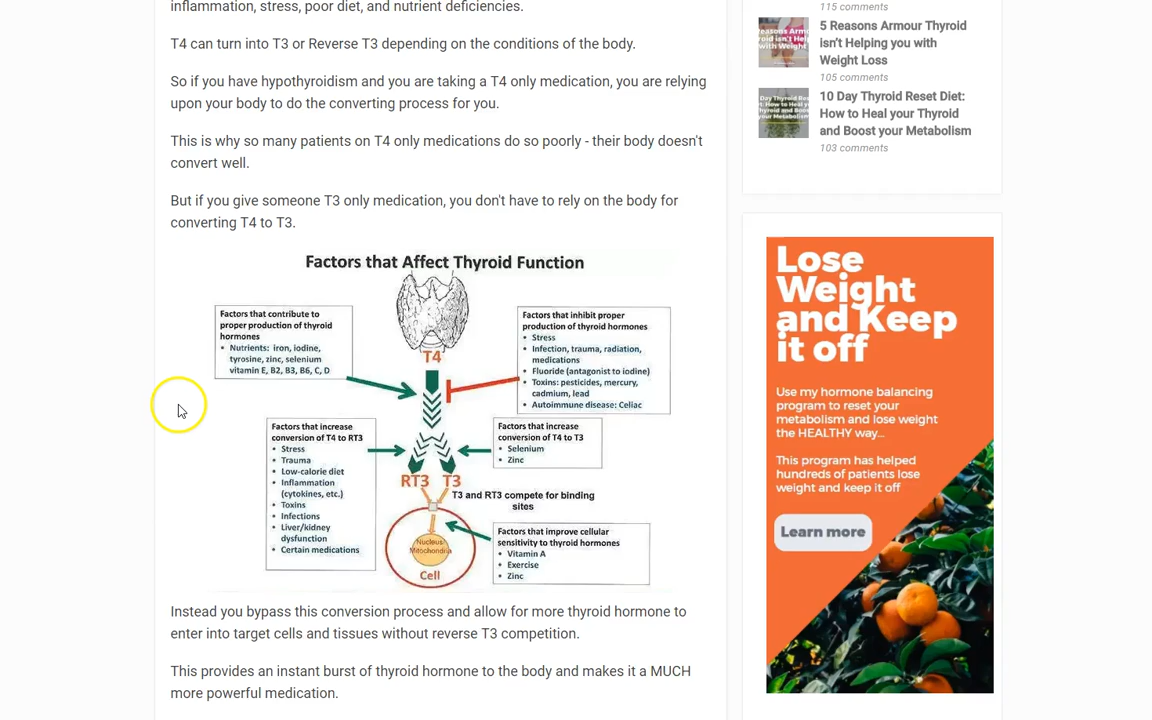 inflammation, stress, poor diet, and nutrient deficiencies.
T4 can turn into T3 or Reverse T3 depending on the conditions of the body.
So if you have hypothyroidism and you are taking a T4 only medication, you are relying
upon your body to do the converting process for you.
This is why so many patients on T4 only medications do so poorly - their body doesn't
convert well.
But if you give someone T3 only medication, you don't have to rely on the body for
converting T4 to T3.
Factors that Affect Thyroid Function
Factors that contribute to
proper production of thyroid
hormones
• Nutrients: iron, iodine,
tyrosine, zinc, selenium
vitamin E, B2, B3, B6, C, D
T4
Factors that inhibit proper
production of thyroid hormones
• Stress
• Infection, trauma, radiation,
medications
• Fluoride (antagonist to iodine)
• Toxins: pesticides, mercury,
cadmium, lead
• Autoimmune disease: Celiac
Factors that increase
conversion of T4 to RT3
• Stress
• Trauma
• Low-calorie diet
• Inflammation
(cytokines, etc.)
• Toxins
• Infections
• Liver/kidney
dysfunction
• Certain medications
Factors that increase
conversion of T4 to T3
• Selenium
• Zinc
RT3 T3
T3 and RT3 compete for binding
sites
Nucleus
Mitochondria
Cell
Factors that improve cellular
sensitivity to thyroid hormones
• Vitamin A
• Exercise
• Zinc
Instead you bypass this conversion process and allow for more thyroid hormone to
enter into target cells and tissues without reverse T3 competition.
This provides an instant burst of thyroid hormone to the body and makes it a MUCH
more powerful medication.
115 comments
5 Reasons Armour Thyroid
isn't Helping you with
Weight Loss
105 comments
10 Day Thyroid Reset Diet:
How to Heal your Thyroid
and Boost your Metabolism
103 comments
Lose
Weight
and Keep
it off
Use my hormone balancing
program to reset your
metabolism and lose weight
the HEALTHY way...
This program has helped
hundreds of patients lose
weight and keep it off
Learn more